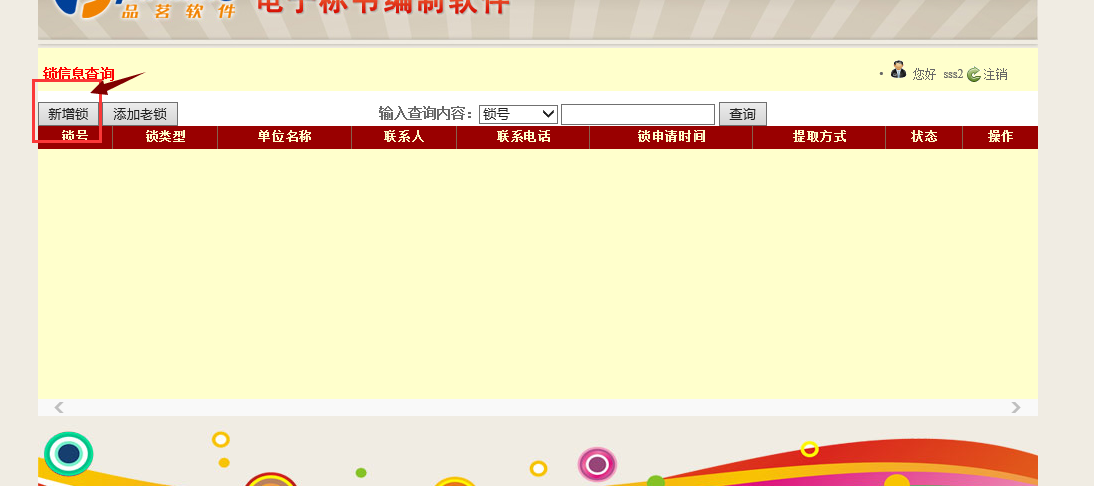 品茗软件 电子标书编制软件
锁信息查询
• 您好 sss2 注销
新增锁 添加老锁 输入查询内容： 锁号 查询
锁号 锁类型 单位名称 联系人 联系电话 锁申请时间 提取方式 状态 操作